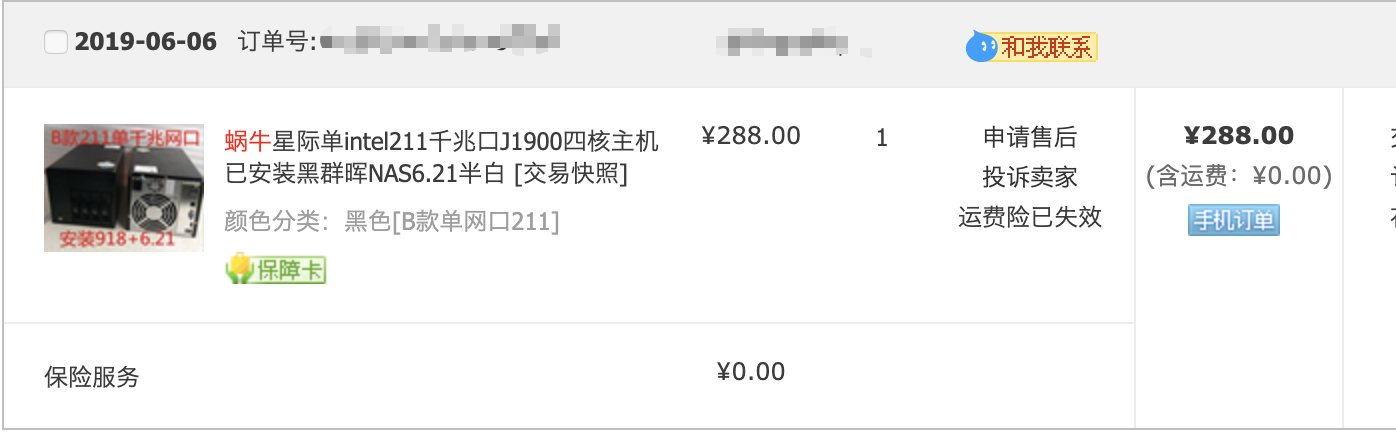 2019-06-06 订单号:
和我联系
B款211单千兆网口
安装918+6.21
蜗牛星际单intel211千兆口J1900四核主机
已安装黑群晖NAS6.21半白 [交易快照]
颜色分类：黑色[B款单网口211]
保障卡
¥288.00
1
申请售后
投诉卖家
运费险已失效
¥288.00
(含运费：¥0.00)
手机订单
保险服务
¥0.00